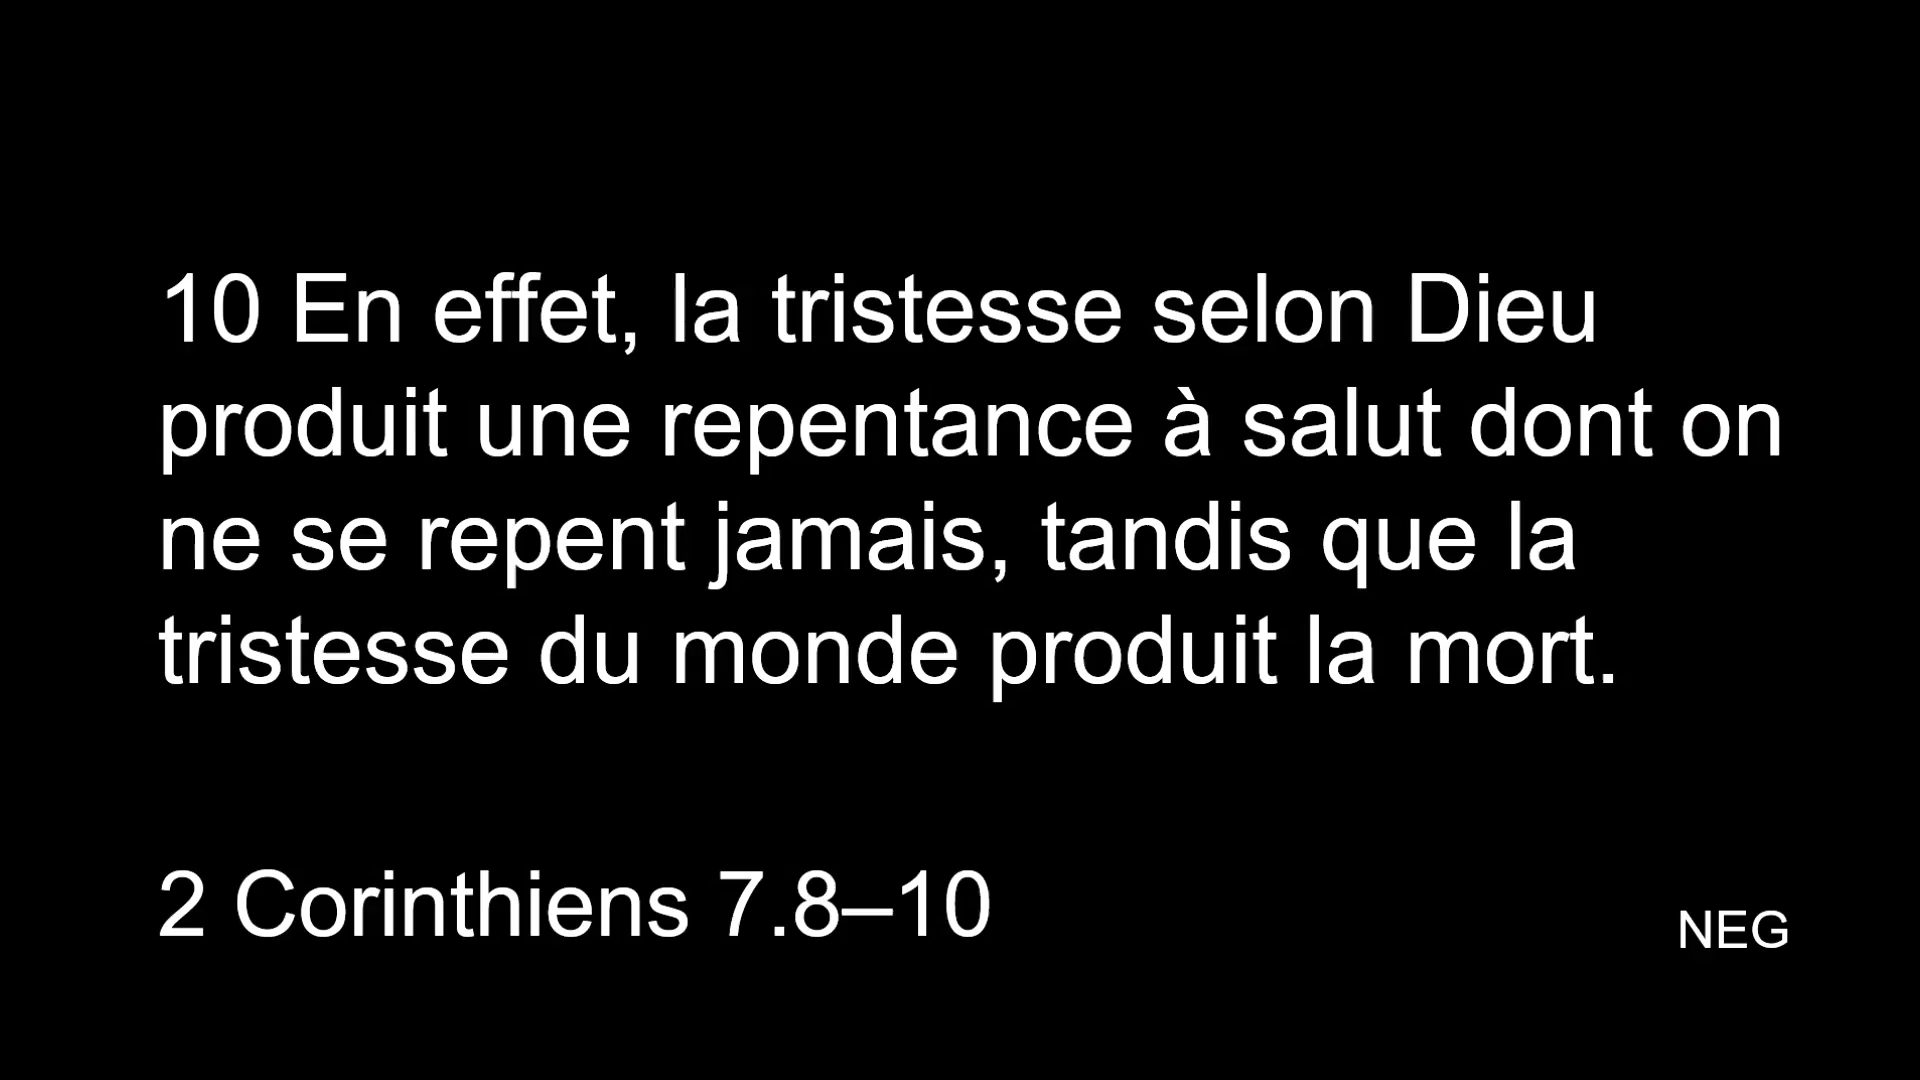 10 En effet, la tristesse selon Dieu
produit une repentance à salut dont on
ne se repent jamais, tandis que la
tristesse du monde produit la mort.
2 Corinthiens 7.8–10
NEG